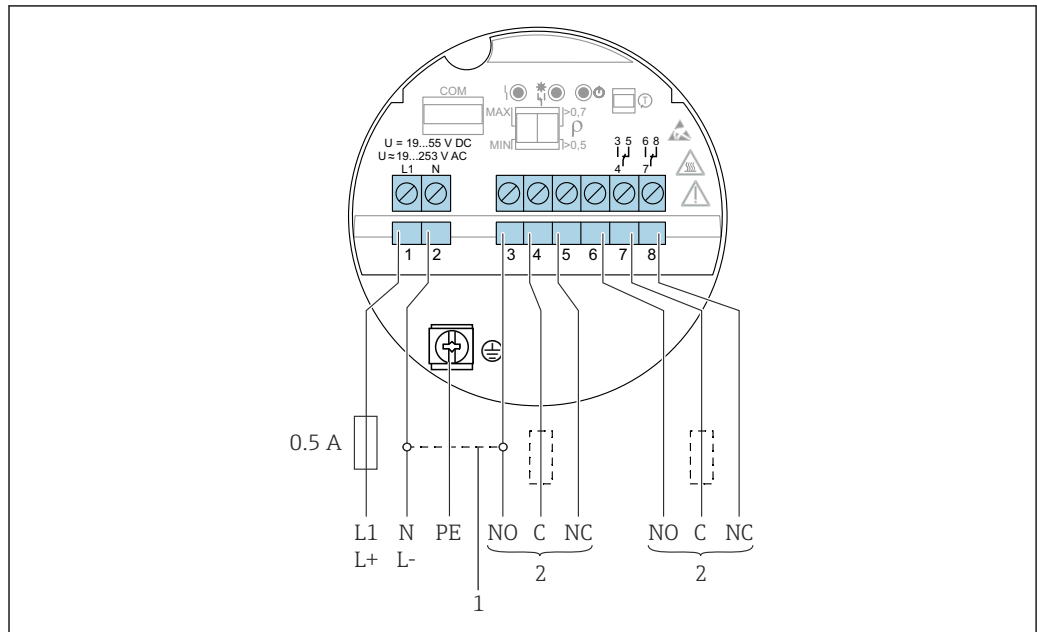 COM
MAX >0,7
ρ
MIN >0,5
U = 19...55 V DC
U≈19...253 V AC
L1 N
3 5 6 8
4 7
1 2 3 4 5 6 7 8
0.5 A
L1 N PE NO C NC NO C NC
L+ L- 2 2
1